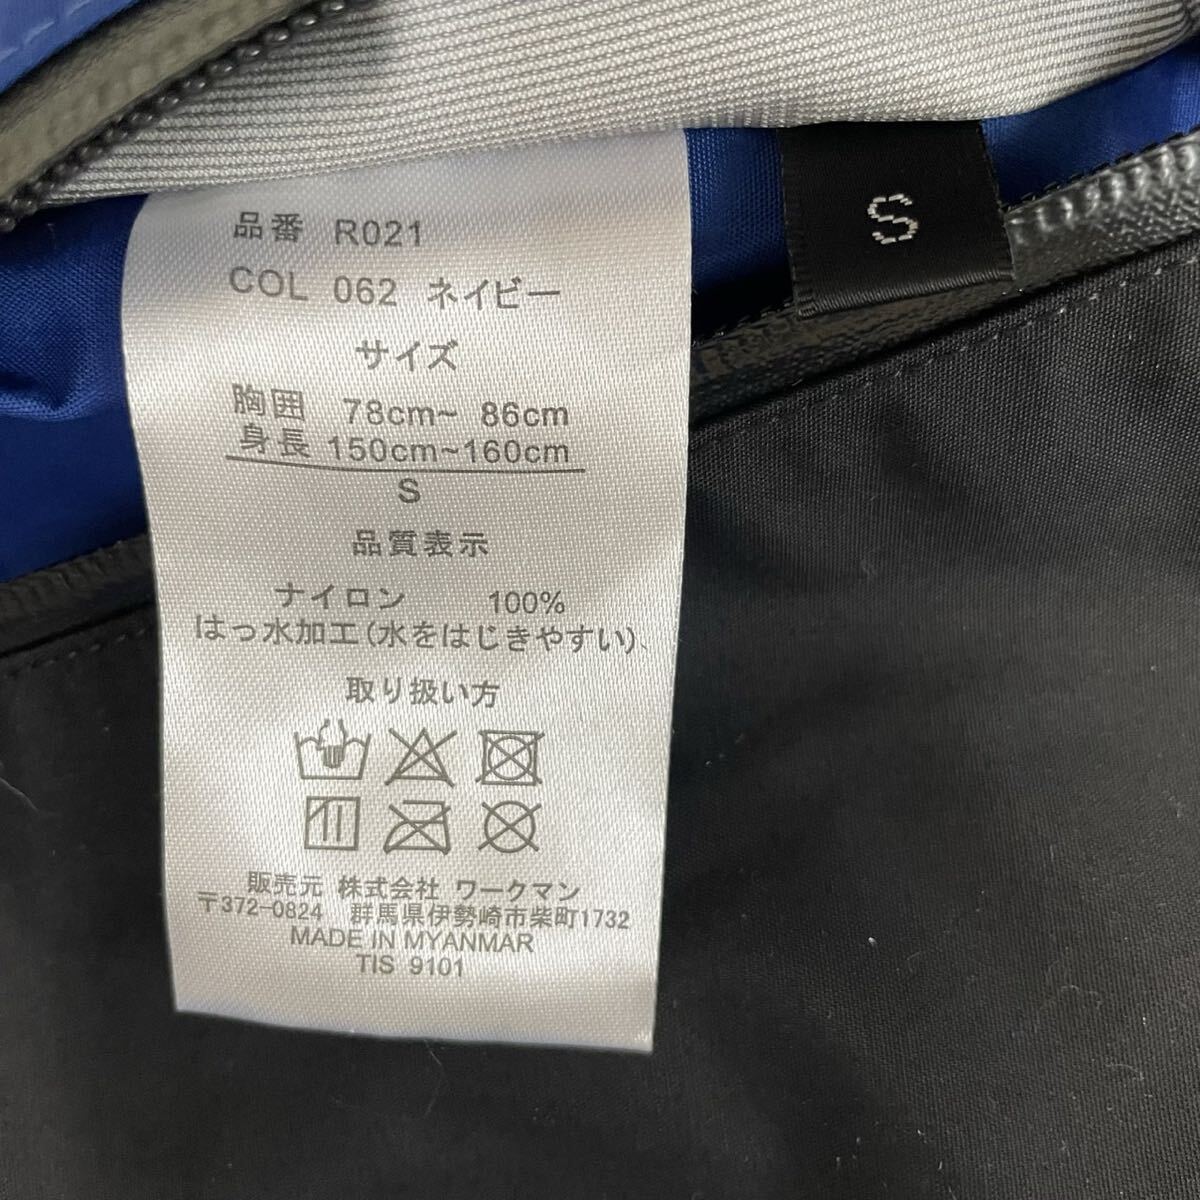 品番 R021
COL 062 ネイビー
サイズ
胸囲 78cm~ 86cm
身長 150cm~160cm
S
品質表示
ナイロン 100%
はっ水加工(水をはじきやすい)、
取り扱い方
販売元 株式会社 ワークマン
〒372-0824 群馬県伊勢崎市柴町1732
MADE IN MYANMAR
TIS 9101
S